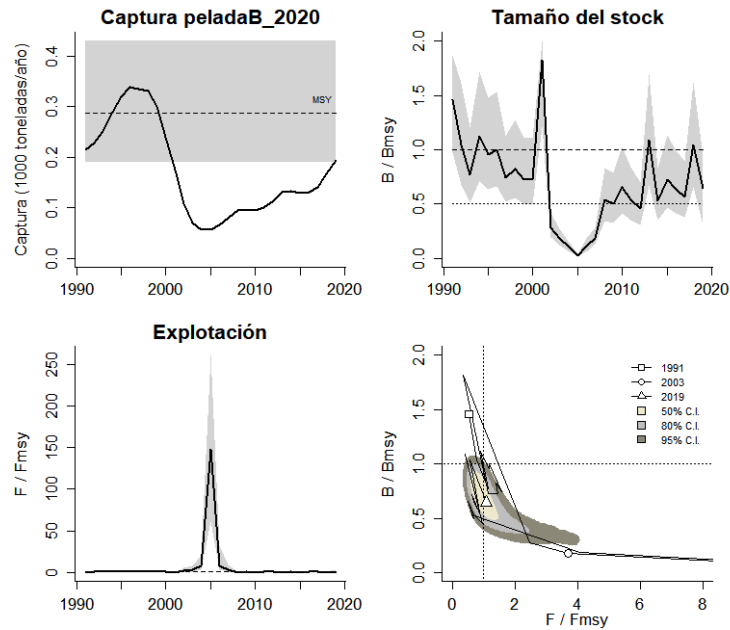 Captura peladaB_2020
Captura (1000 toneladas/año)
0.0 0.1 0.2 0.3 0.4
MSY
1990 2000 2010 2020
Tamaño del stock
B / Bmsy
0.0 0.5 1.0 1.5 2.0
1990 2000 2010 2020
Explotación
F / Fmsy
0 50 100 150 200 250
1990 2000 2010 2020
B / Bmsy
0.0 0.5 1.0 1.5 2.0
1991
2003
2019
50% C.I.
80% C.I.
95% C.I.
0 2 4 6 8
F / Fmsy